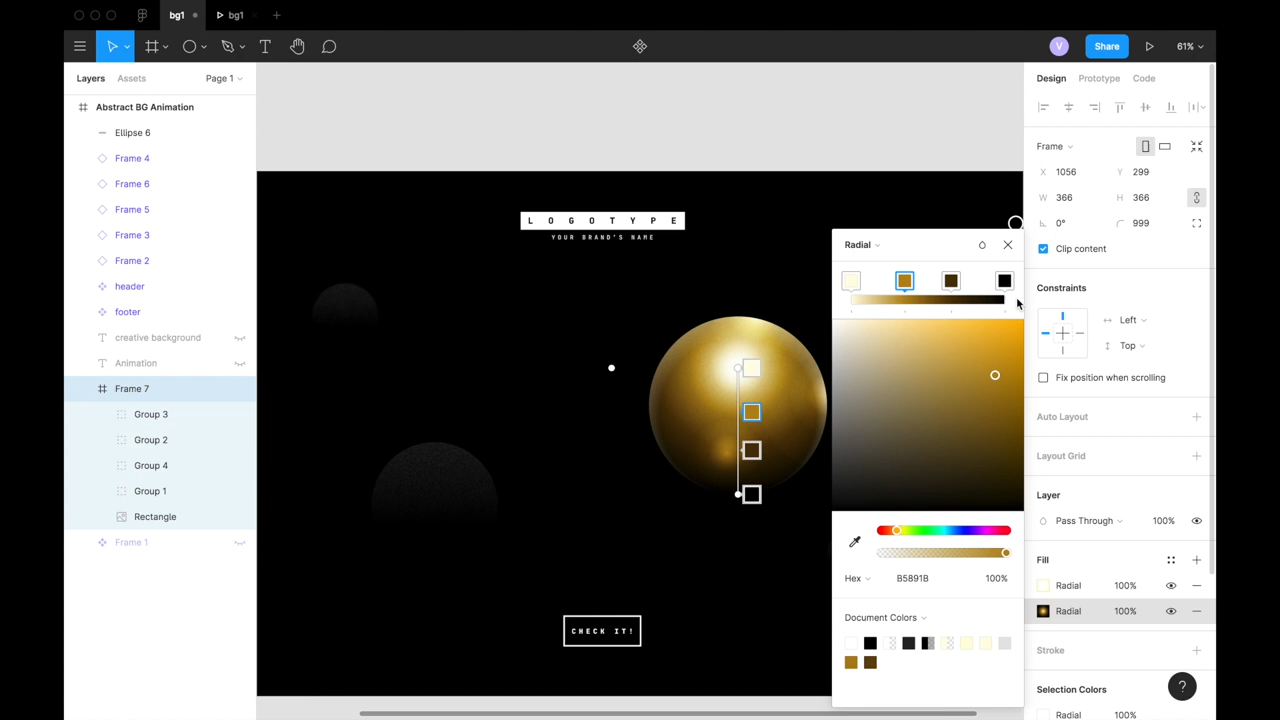 bg1
bg1
V
Share
61%
Layers
Assets
Page 1
Abstract BG Animation
Ellipse 6
Frame 4
Frame 6
Frame 5
Frame 3
Frame 2
header
footer
creative background
Animation
Frame 7
Group 3
Group 2
Group 4
Group 1
Rectangle
Frame 1
LOGOTYPE
YOUR BRAND'S NAME
CHECK IT!
Radial
Hex
B5891B
100%
Document Colors
Design
Prototype
Code
Frame
X 1056
Y 299
W 366
H 366
0°
999
Clip content
Constraints
Left
Top
Fix position when scrolling
Auto Layout
Layout Grid
Layer
Pass Through
100%
Fill
Radial
100%
Radial
100%
Stroke
Selection Colors
Radial
100%
?